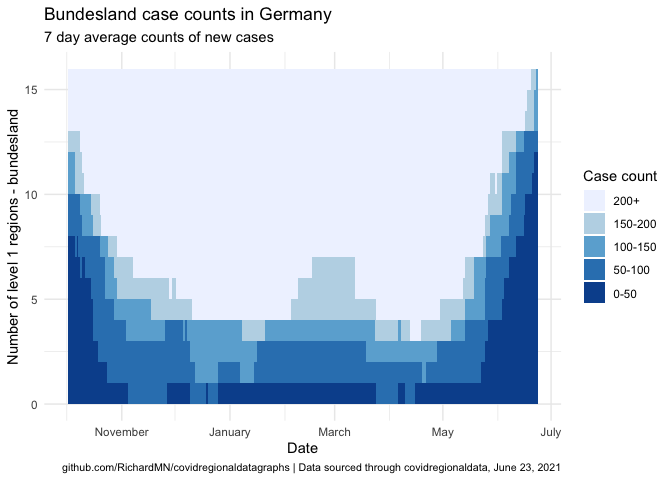 Bundesland case counts in Germany
7 day average counts of new cases
Number of level 1 regions - bundesland
15
10
5
0
November
January
March
May
July
Date
Case count
200+
150-200
100-150
50-100
0-50
github.com/RichardMN/covidregionaldatagraphs | Data sourced through covidregionaldata, June 23, 2021